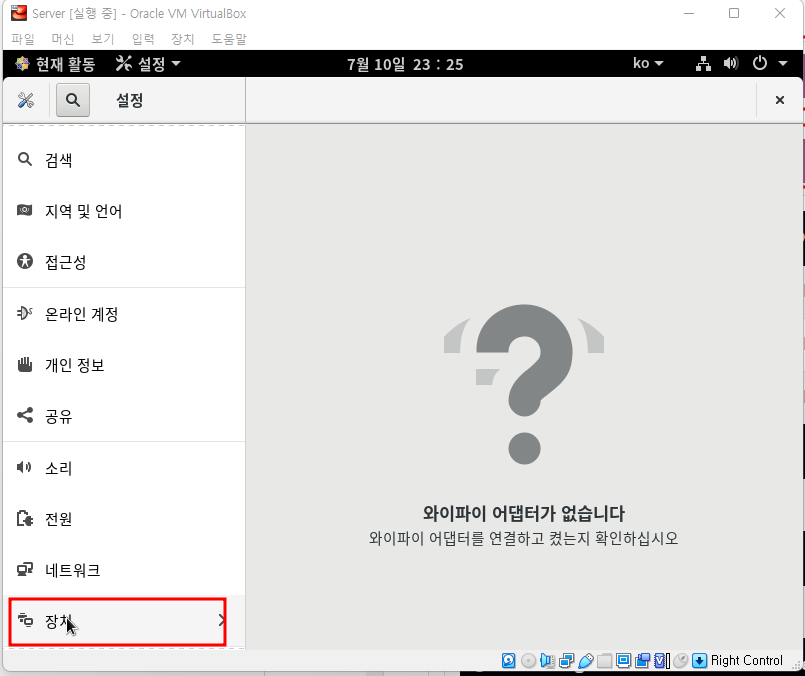 Server [실행 중] - Oracle VM VirtualBox
파일 머신 보기 입력 장치 도움말
현재 활동 설정 7월 10일 23 : 25 ko
설정
검색
지역 및 언어
접근성
온라인 계정
개인 정보
공유
소리
전원
네트워크
장치
와이파이 어댑터가 없습니다
와이파이 어댑터를 연결하고 켰는지 확인하십시오
Right Control